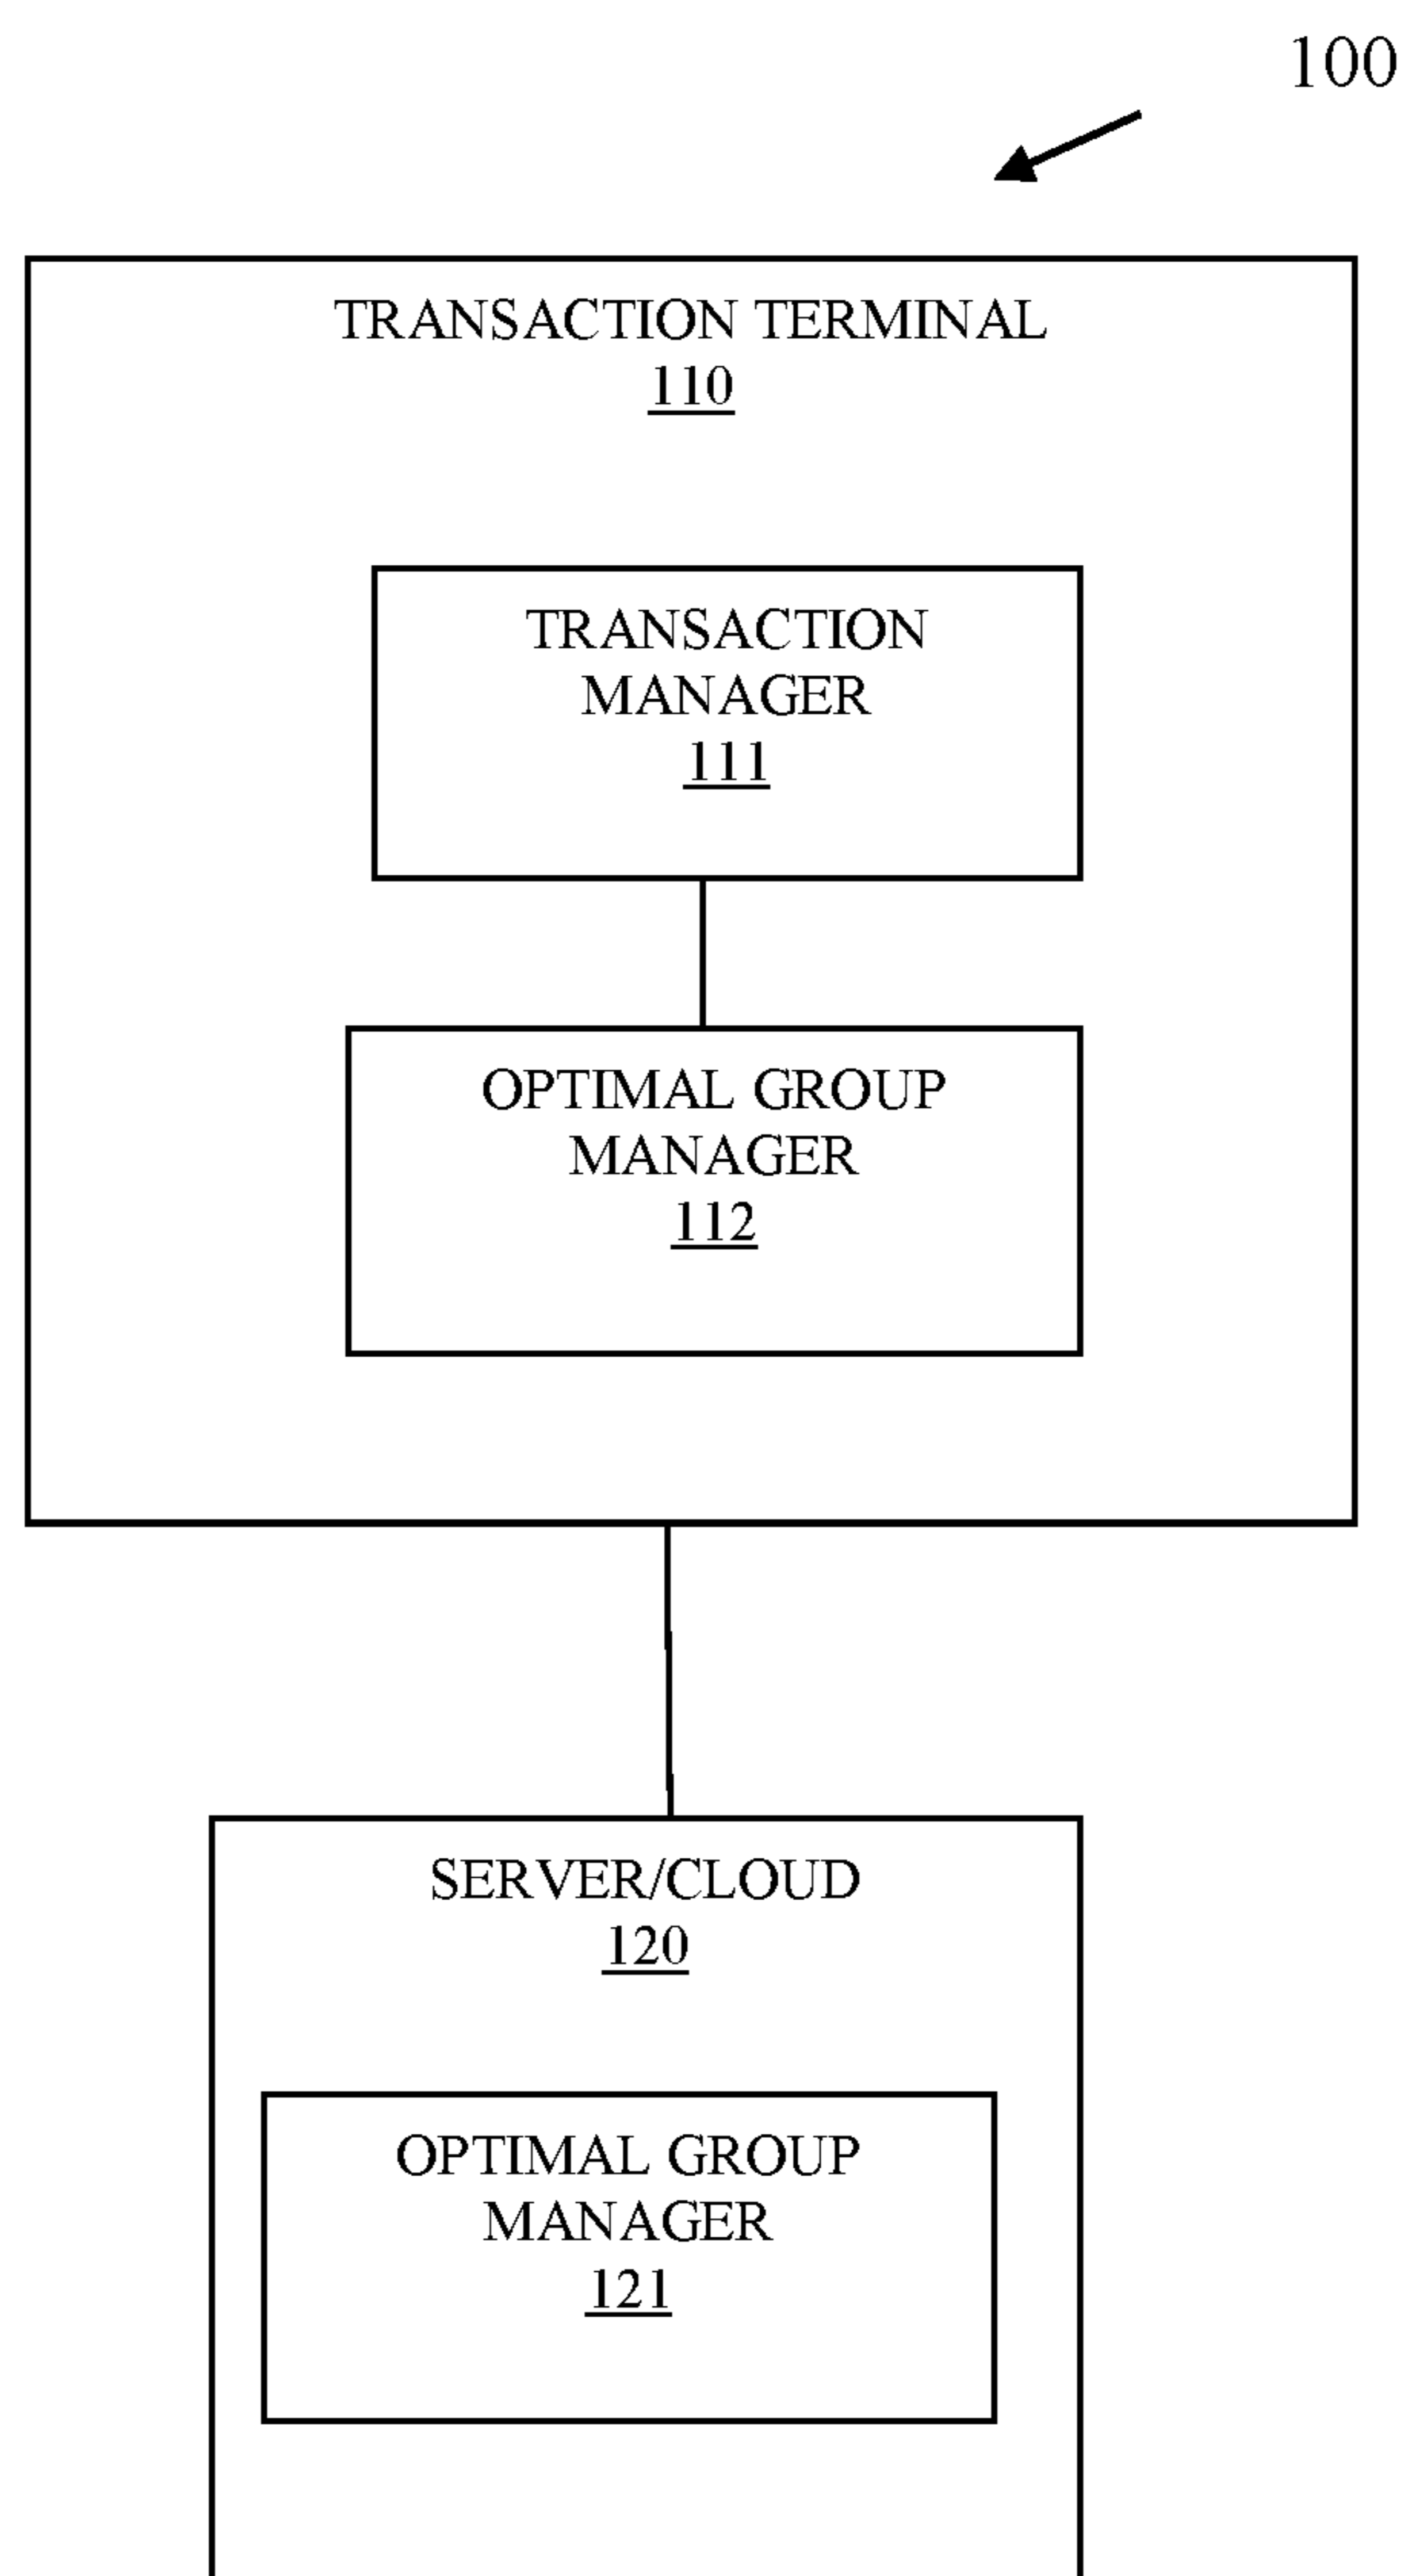 100
TRANSACTION TERMINAL
110
TRANSACTION
MANAGER
111
OPTIMAL GROUP
MANAGER
112
SERVER/CLOUD
120
OPTIMAL GROUP
MANAGER
121